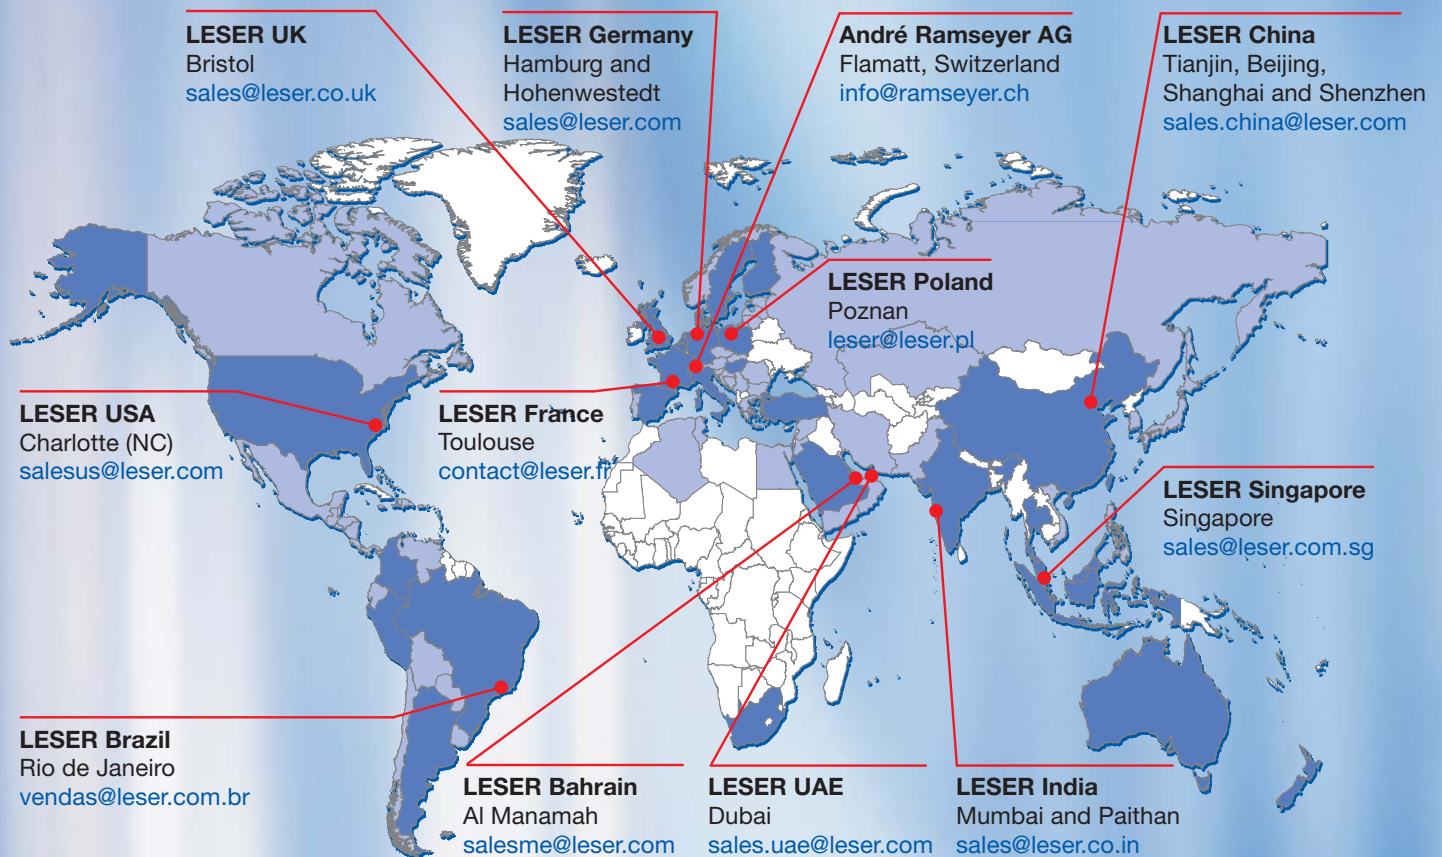 LESER UK
Bristol
sales@leser.co.uk
LESER Germany
Hamburg and
Hohenwestedt
sales@leser.com
André Ramseyer AG
Flamatt, Switzerland
info@ramseyer.ch
LESER China
Tianjin, Beijing,
Shanghai and Shenzhen
sales.china@leser.com
LESER Poland
Poznan
leser@leser.pl
LESER USA
Charlotte (NC)
salesus@leser.com
LESER France
Toulouse
contact@leser.fr
LESER Singapore
Singapore
sales@leser.com.sg
LESER Brazil
Rio de Janeiro
vendas@leser.com.br
LESER Bahrain
Al Manamah
salesme@leser.com
LESER UAE
Dubai
sales.uae@leser.com
LESER India
Mumbai and Paithan
sales@leser.co.in